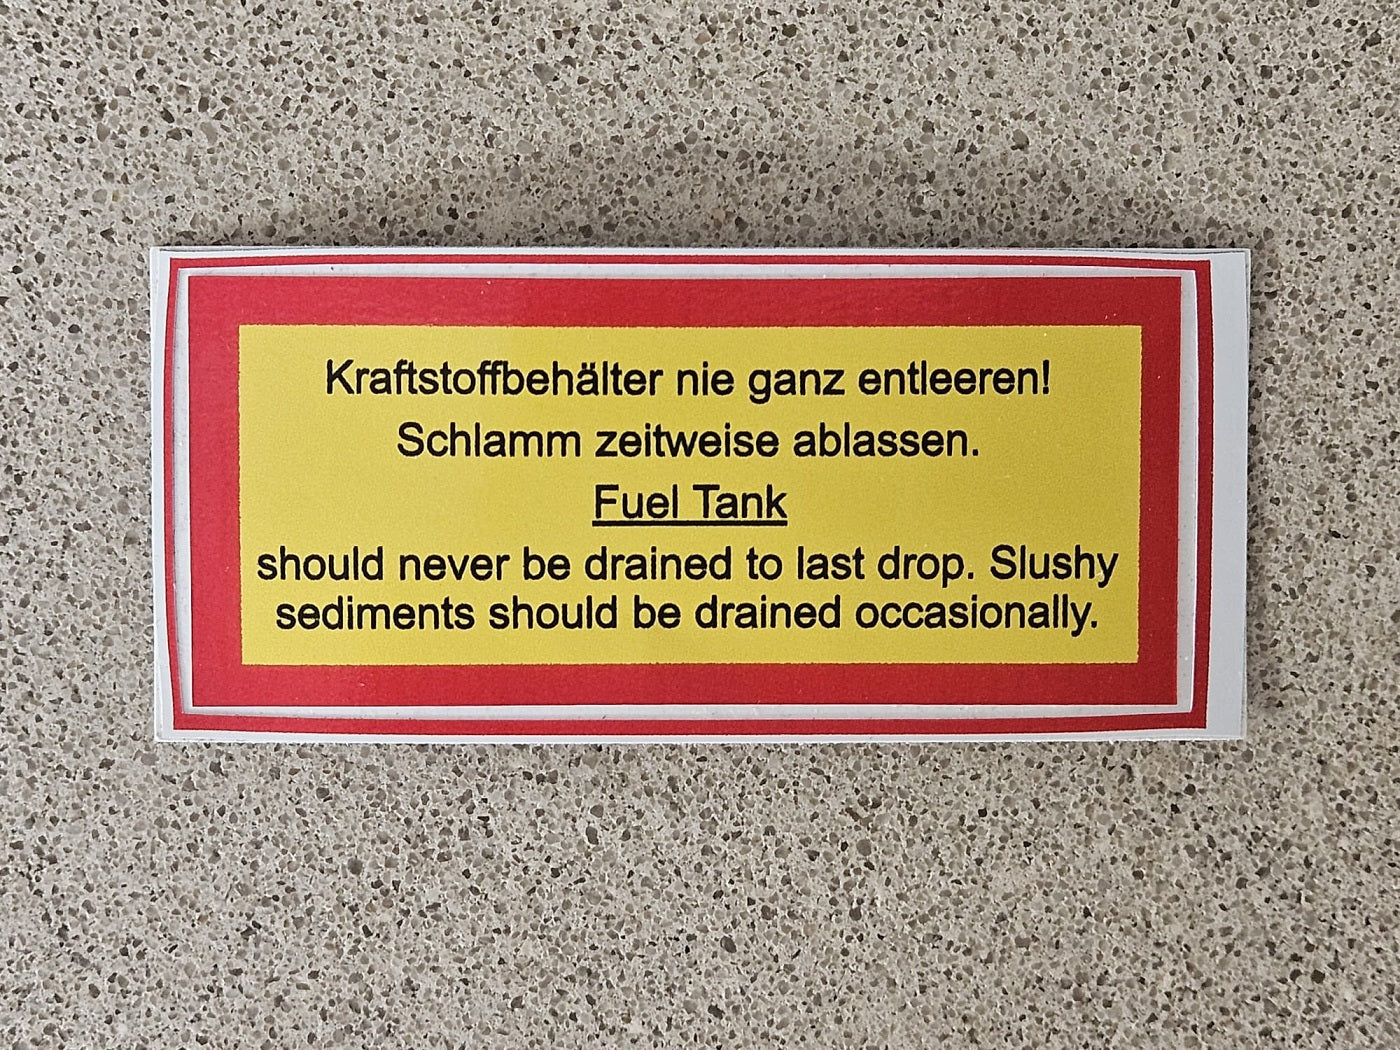 Kraftstoffbehälter nie ganz entleeren!
Schlamm zeitweise ablassen.
Fuel Tank
should never be drained to last drop. Slushy
sediments should be drained occasionally.